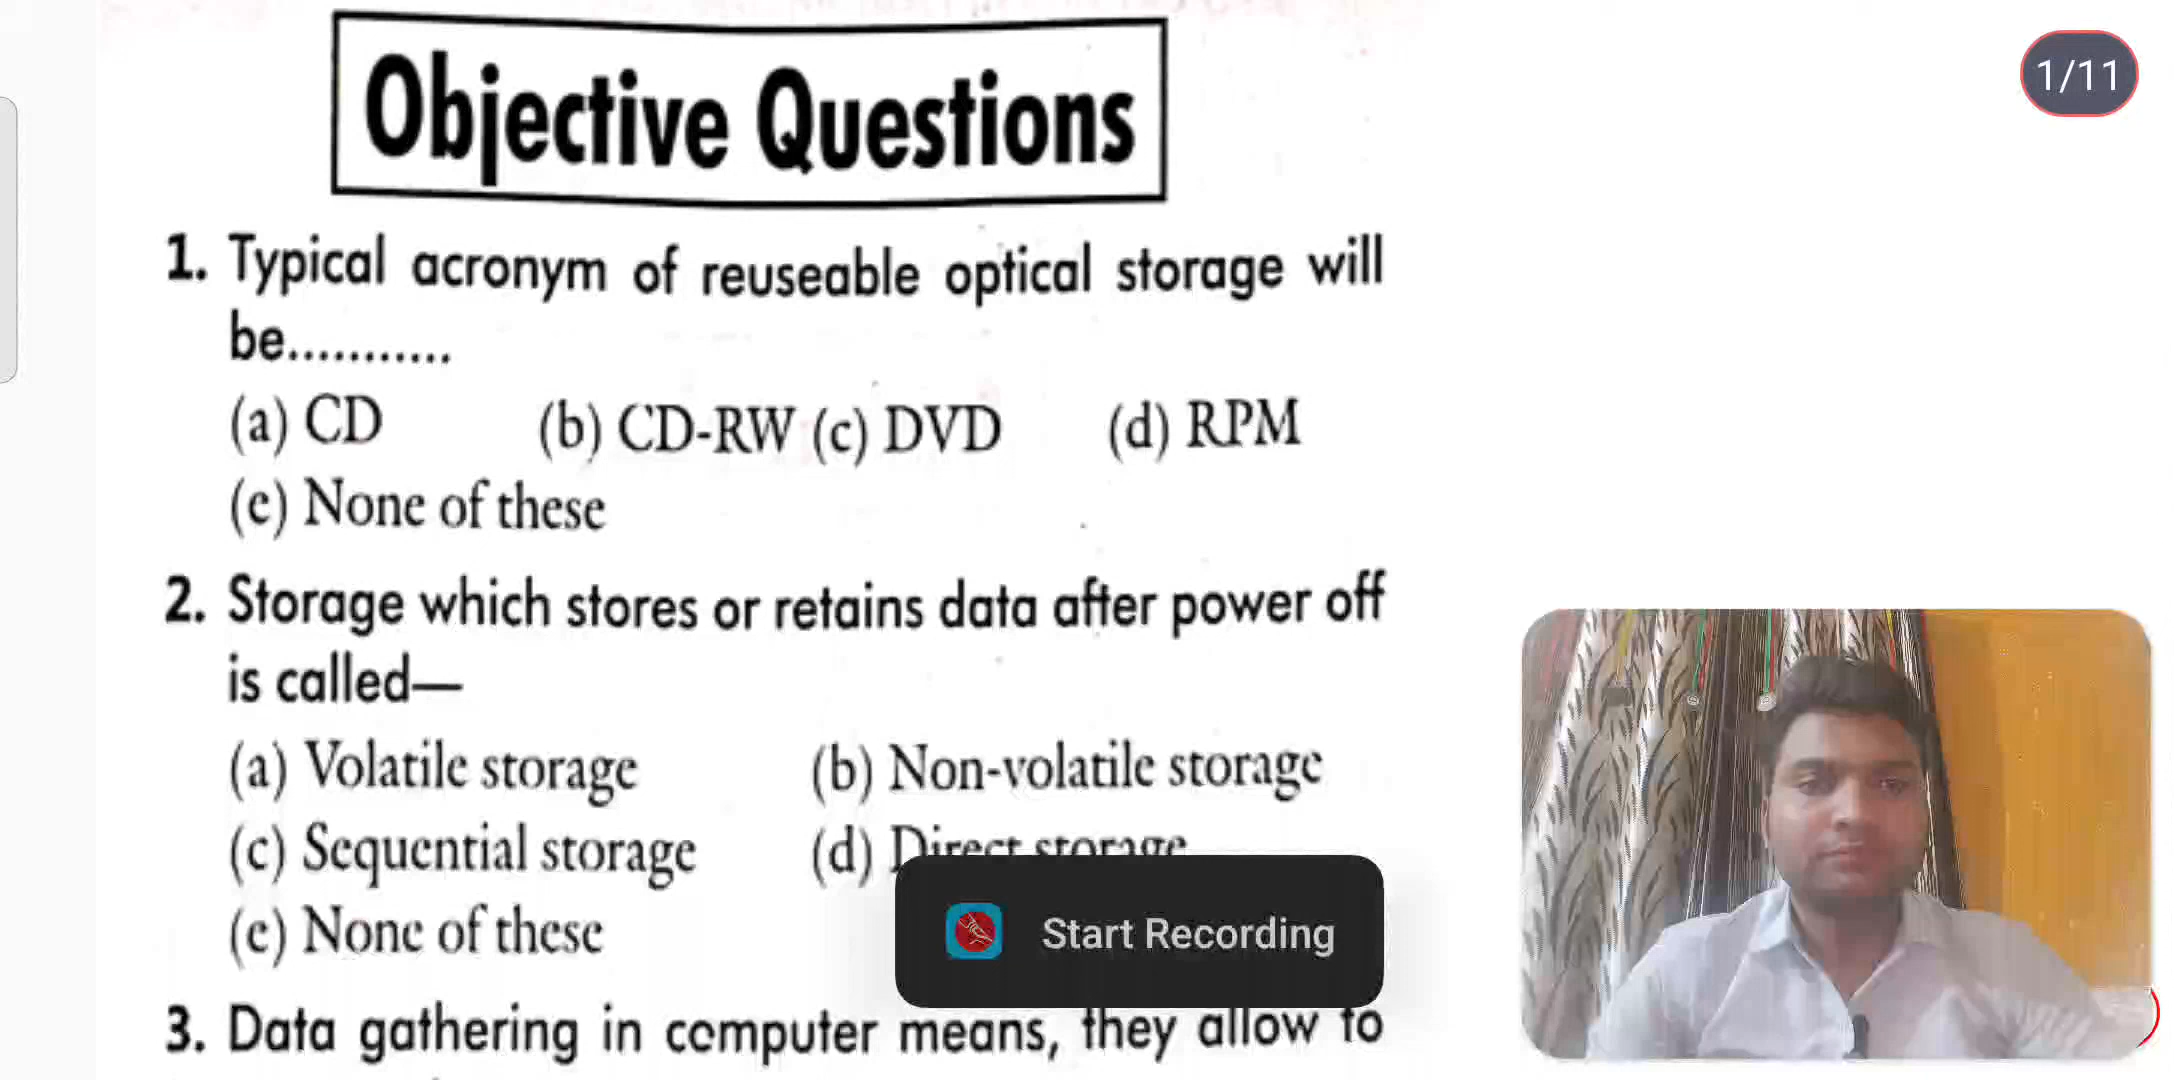 Objective Questions
1/11
1. Typical acronym of reuseable optical storage will
be...........
(a) CD (b) CD-RW (c) DVD (d) RPM
(e) None of these
2. Storage which stores or retains data after power off
is called—
(a) Volatile storage (b) Non-volatile storage
(c) Sequential storage (d) Direct storage
(e) None of these
Start Recording
3. Data gathering in computer means, they allow to